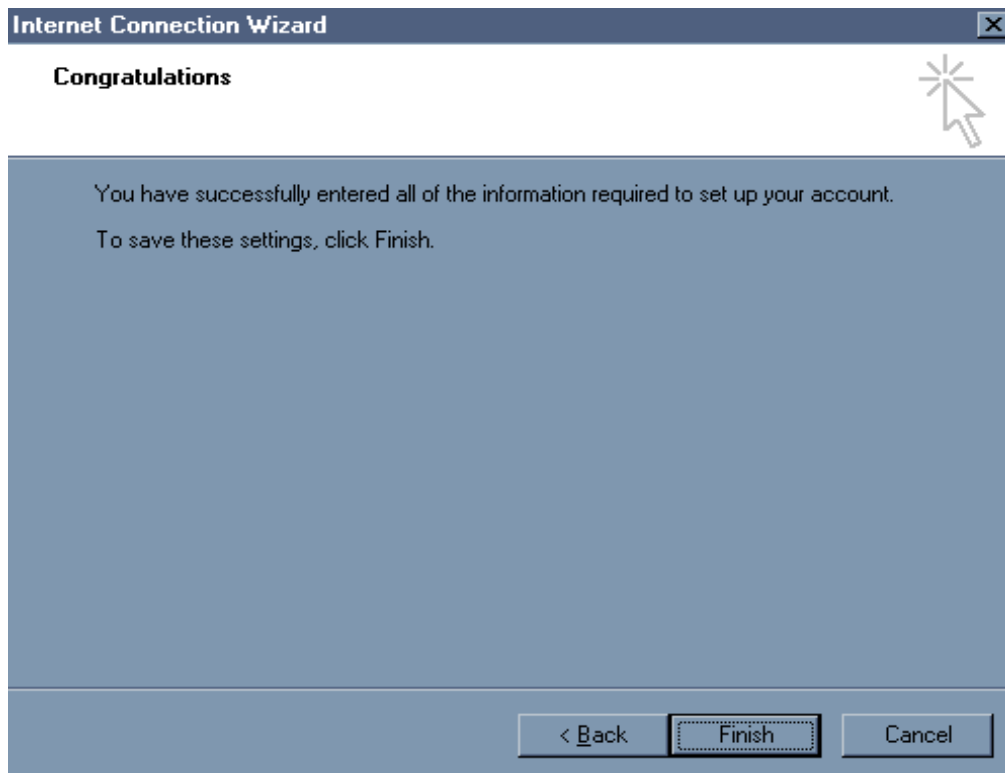 Internet Connection Wizard
Congratulations
You have successfully entered all of the information required to set up your account.
To save these settings, click Finish.
< Back Finish Cancel